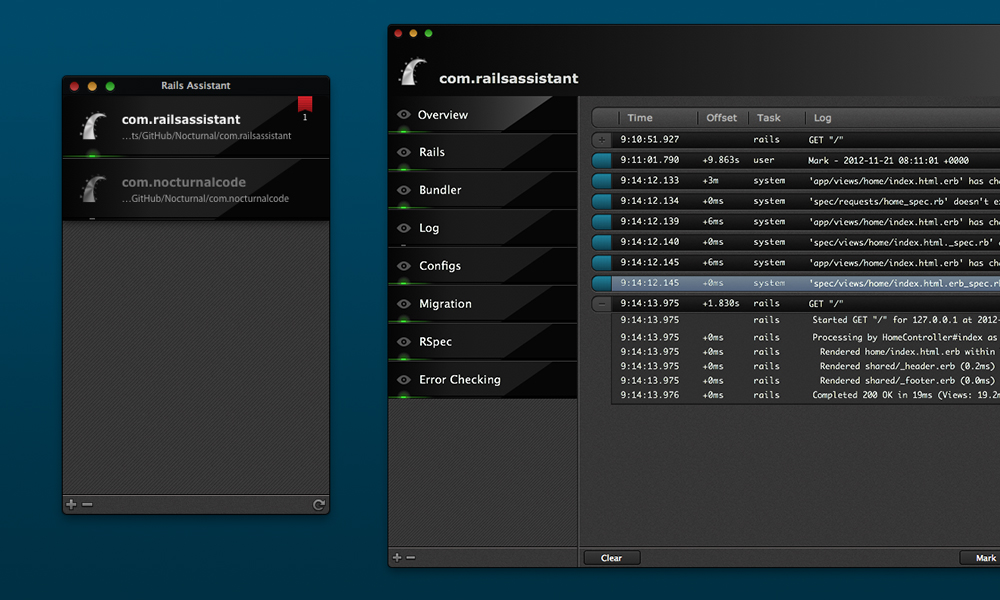 Rails Assistant
com.railsassistant
1
...ts/GitHub/Nocturnal/com.railsassistant
com.nocturnalcode
...GitHub/Nocturnal/com.nocturnalcode
com.railsassistant
Overview
Rails
Bundler
Log
Configs
Migration
RSpec
Error Checking
Time Offset Task Log
9:10:51.927 rails GET "/"
9:11:01.790 +9.863s user Mark - 2012-11-21 08:11:01 +0000
9:14:12.133 +3m system 'app/views/home/index.html.erb' has
9:14:12.134 +0ms system 'spec/requests/home_spec.rb' doesn't
9:14:12.139 +6ms system 'app/views/home/index.html.erb' has
9:14:12.140 +0ms system 'spec/views/home/index.html._spec.rb'
9:14:12.145 +6ms system 'app/views/home/index.html.erb' has
9:14:12.145 +0ms system 'spec/views/home/index.html.erb_spec.
9:14:13.975 +1.830s rails GET "/"
9:14:13.975 rails Started GET "/" for 127.0.0.1 at 2012-
9:14:13.975 +0ms rails Processing by HomeController#index as
9:14:13.975 +0ms rails Rendered home/index.html.erb within
9:14:13.975 +0ms rails Rendered shared/_header.erb (0.2ms)
9:14:13.975 +0ms rails Rendered shared/_footer.erb (0.0ms)
9:14:13.976 +0ms rails Completed 200 OK in 19ms (Views: 19.2
Clear
Mark